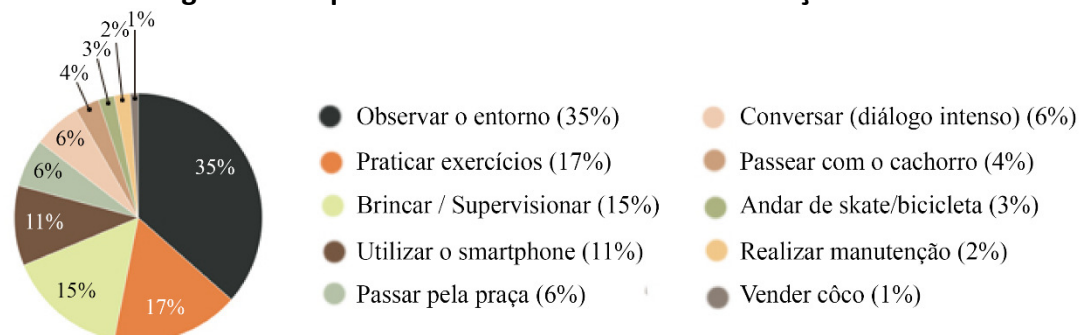 1%
2%
3%
4%
6%
6%
11%
15%
17%
35%
Observar o entorno (35%)
Praticar exercícios (17%)
Brincar / Supervisionar (15%)
Utilizar o smartphone (11%)
Passar pela praça (6%)
Conversar (diálogo intenso) (6%)
Passear com o cachorro (4%)
Andar de skate/bicicleta (3%)
Realizar manutenção (2%)
Vender côco (1%)